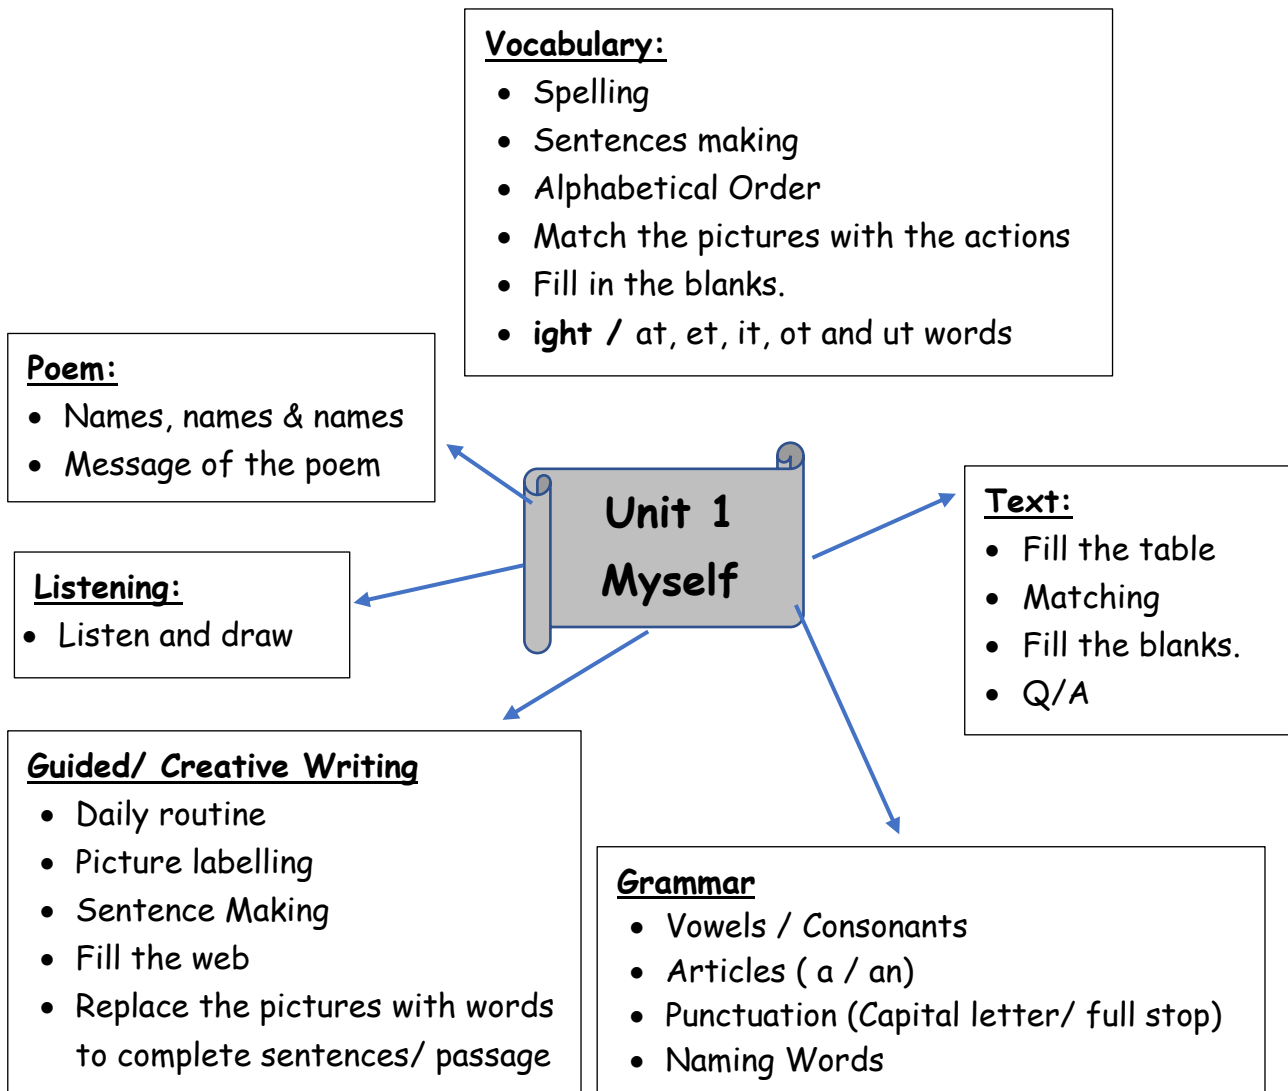 Vocabulary:
• Spelling
• Sentences making
• Alphabetical Order
• Match the pictures with the actions
• Fill in the blanks.
• ight / at, et, it, ot and ut words
Poem:
• Names, names & names
• Message of the poem
Unit 1
Myself
Text:
• Fill the table
• Matching
• Fill the blanks.
• Q/A
Listening:
• Listen and draw
Guided/ Creative Writing
• Daily routine
• Picture labelling
• Sentence Making
• Fill the web
• Replace the pictures with words
to complete sentences/ passage
Grammar
• Vowels / Consonants
• Articles ( a / an)
• Punctuation (Capital letter/ full stop)
• Naming Words